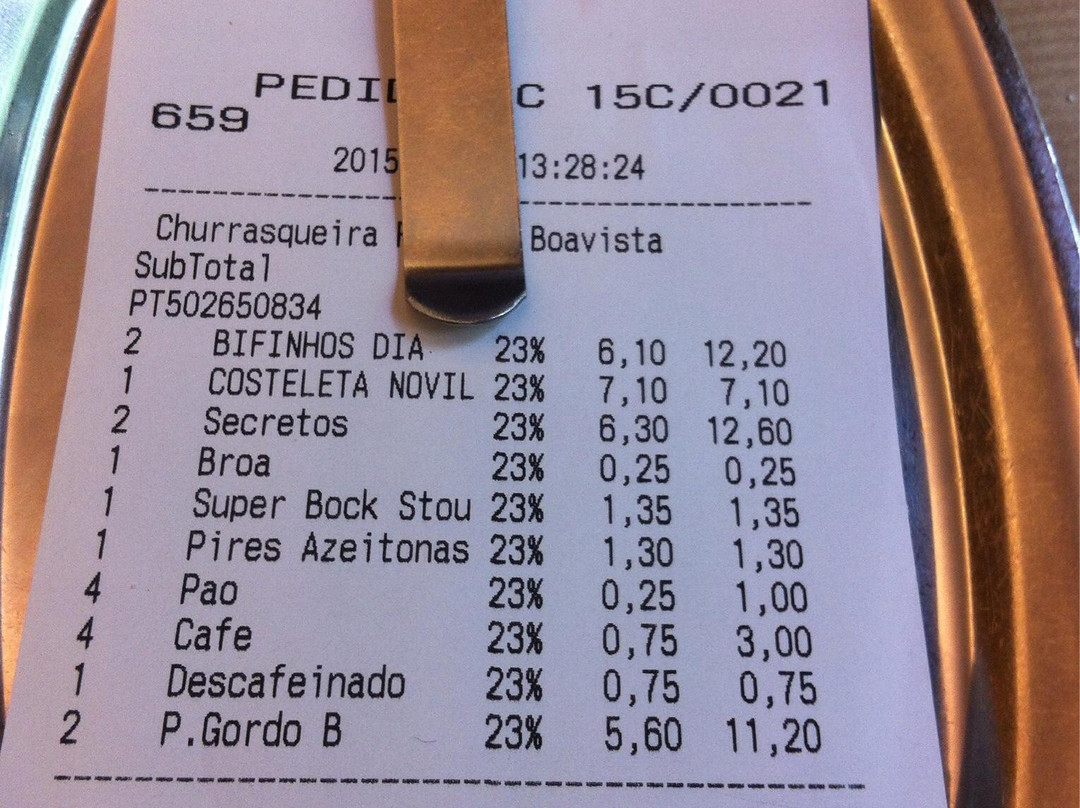 PEDI C 15C/0021
659
2015 13:28:24
Churrasqueira Boavista
SubTotal
PT502650834
2 BIFINHOS DIA 23% 6,10 12,20
1 COSTELETA NOVIL 23% 7,10 7,10
2 Secretos 23% 6,30 12,60
1 Broa 23% 0,25 0,25
1 Super Bock Stou 23% 1,35 1,35
1 Pires Azeitonas 23% 1,30 1,30
4 Pao 23% 0,25 1,00
4 Cafe 23% 0,75 3,00
1 Descafeinado 23% 0,75 0,75
2 P.Gordo B 23% 5,60 11,20